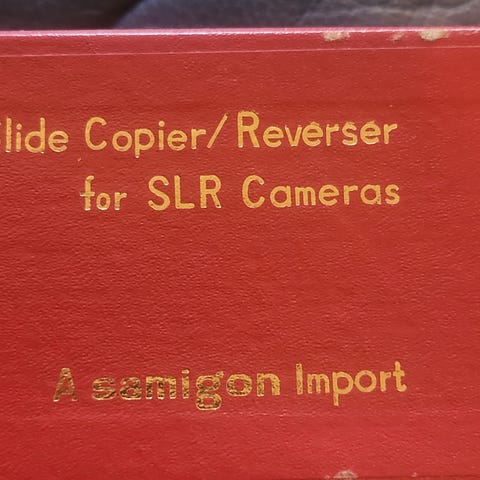 lide Copier/Reverser
for SLR Cameras
A samigon Import